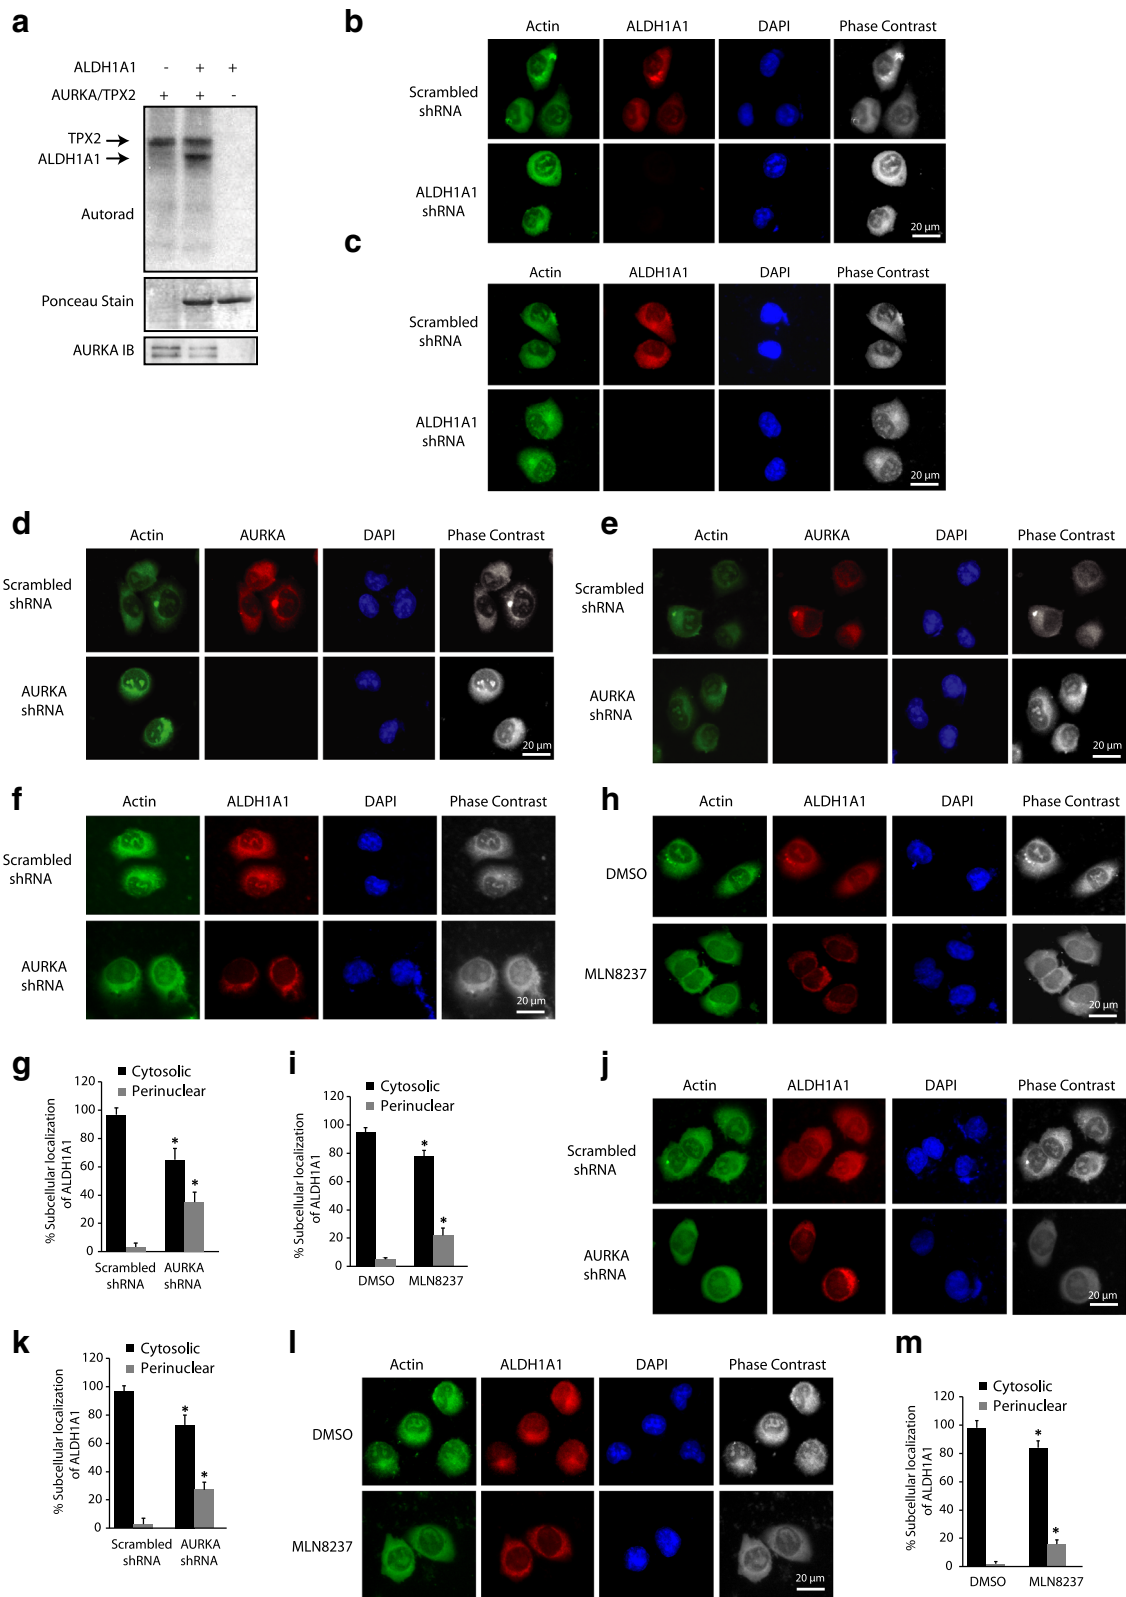 a
ALDH1A1 - + +
AURKA/TPX2 + + -
TPX2
ALDH1A1
Autorad
Ponceau Stain
AURKA IB
b
Actin ALDH1A1 DAPI Phase Contrast
Scrambled
shRNA
ALDH1A1
shRNA
20 µm
c
Actin ALDH1A1 DAPI Phase Contrast
Scrambled
shRNA
ALDH1A1
shRNA
20 µm
d
Actin AURKA DAPI Phase Contrast
Scrambled
shRNA
AURKA
shRNA
20 µm
e
Actin AURKA DAPI Phase Contrast
Scrambled
shRNA
AURKA
shRNA
20 µm
f
Actin ALDH1A1 DAPI Phase Contrast
Scrambled
shRNA
AURKA
shRNA
20 µm
h
Actin ALDH1A1 DAPI Phase Contrast
DMSO
MLN8237
20 µm
g
Cytosolic
Perinuclear
% Subcellular localization
of ALDH1A1
120
100
80
60
40
20
0
* *
Scrambled
shRNA
AURKA
shRNA
i
Cytosolic
Perinuclear
% Subcellular localization
of ALDH1A1
120
100
80
60
40
20
0
* *
DMSO MLN8237
j
Actin ALDH1A1 DAPI Phase Contrast
Scrambled
shRNA
AURKA
shRNA
20 µm
k
Cytosolic
Perinuclear
% Subcellular localization
of ALDH1A1
120
100
80
60
40
20
0
* *
Scrambled
shRNA
AURKA
shRNA
l
Actin ALDH1A1 DAPI Phase Contrast
DMSO
MLN8237
20 µm
m
Cytosolic
Perinuclear
% Subcellular localization
of ALDH1A1
120
100
80
60
40
20
0
* *
DMSO MLN8237